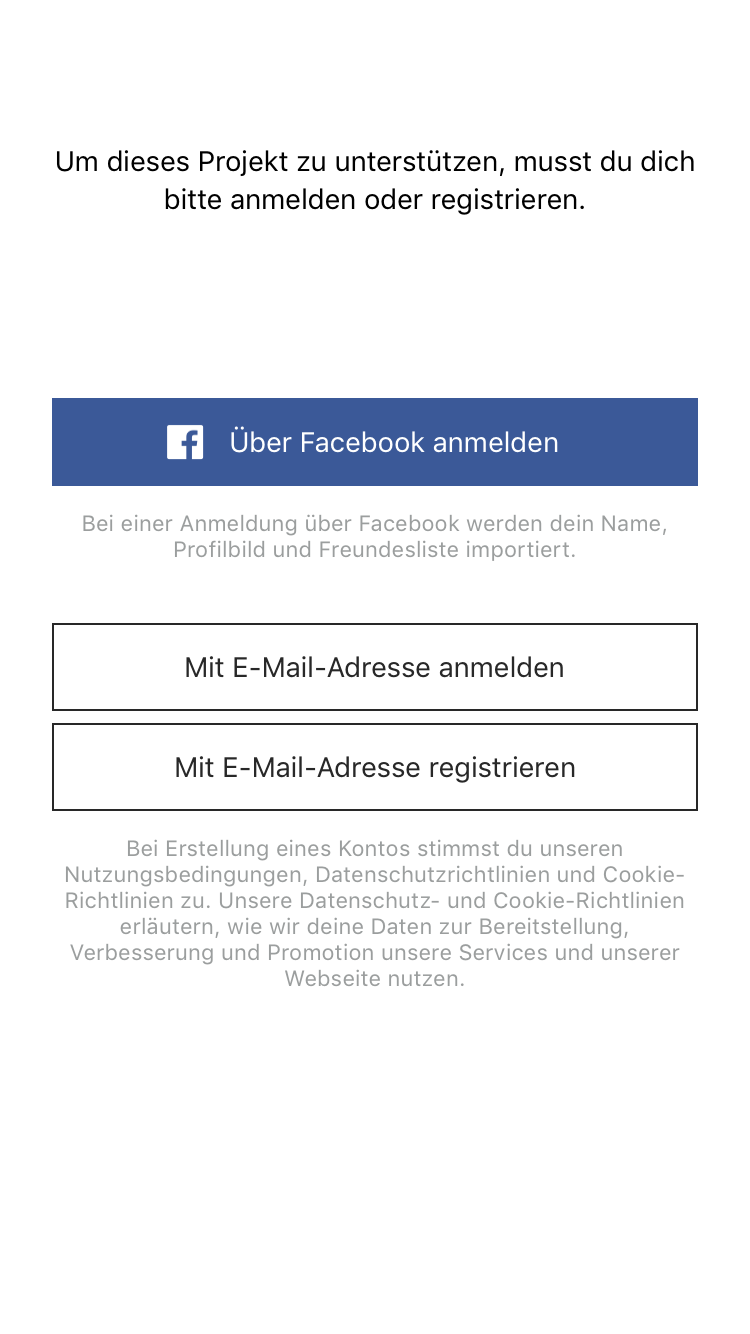 Um dieses Projekt zu unterstützen, musst du dich
bitte anmelden oder registrieren.
Über Facebook anmelden
Bei einer Anmeldung über Facebook werden dein Name,
Profilbild und Freundesliste importiert.
Mit E-Mail-Adresse anmelden
Mit E-Mail-Adresse registrieren
Bei Erstellung eines Kontos stimmst du unseren
Nutzungsbedingungen, Datenschutzrichtlinien und Cookie-
Richtlinien zu. Unsere Datenschutz- und Cookie-Richtlinien
erläutern, wie wir deine Daten zur Bereitstellung,
Verbesserung und Promotion unsere Services und unserer
Webseite nutzen.